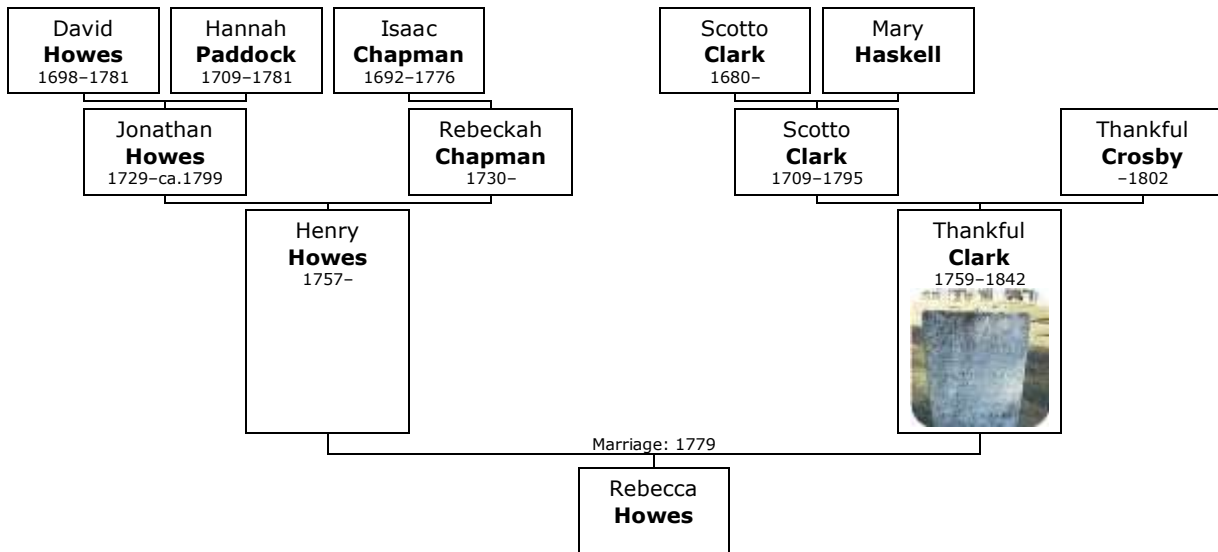 David
Howes
1698–1781
Hannah
Paddock
1709–1781
Isaac
Chapman
1692–1776
Scotto
Clark
1680–
Mary
Haskell
Jonathan
Howes
1729–ca.1799
Rebeckah
Chapman
1730–
Scotto
Clark
1709–1795
Thankful
Crosby
–1802
Henry
Howes
1757–
Thankful
Clark
1759–1842
Marriage: 1779
Rebecca
Howes